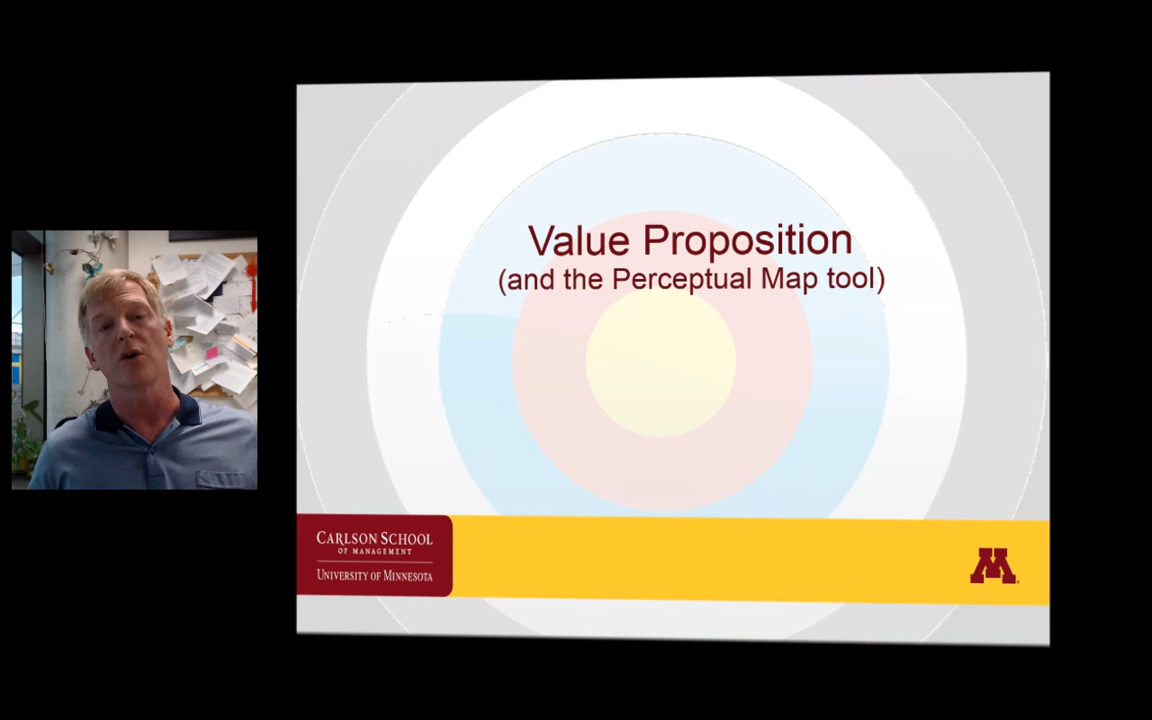 Value Proposition
(and the Perceptual Map tool)
CARLSON SCHOOL
OF MANAGEMENT
UNIVERSITY OF MINNESOTA
M